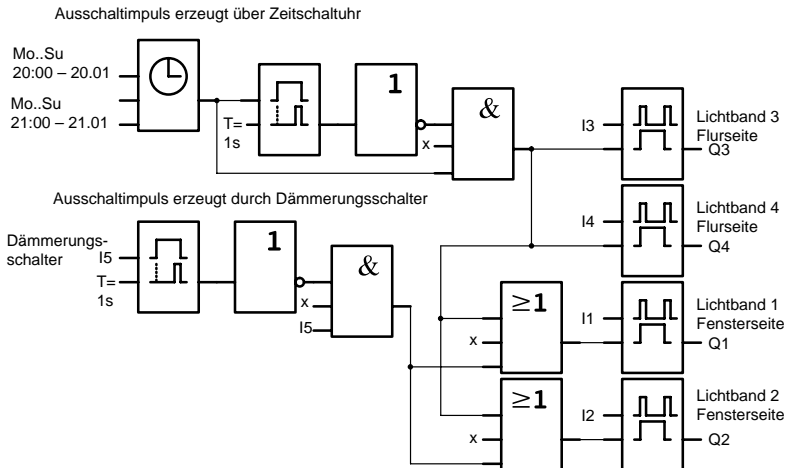 Ausschaltimpuls erzeugt über Zeitschaltuhr
Mo..Su
20:00 – 20.01
Mo..Su
21:00 – 21.01
T=
1s
1
x
&
I3
Lichtband 3
Flurseite
Q3
Ausschaltimpuls erzeugt durch Dämmerungsschalter
I4
Lichtband 4
Flurseite
Q4
Dämmerungs-
schalter
I5
T=
1s
1
x
I5
&
≥1
x
I1
Lichtband 1
Fensterseite
Q1
≥1
x
I2
Lichtband 2
Fensterseite
Q2